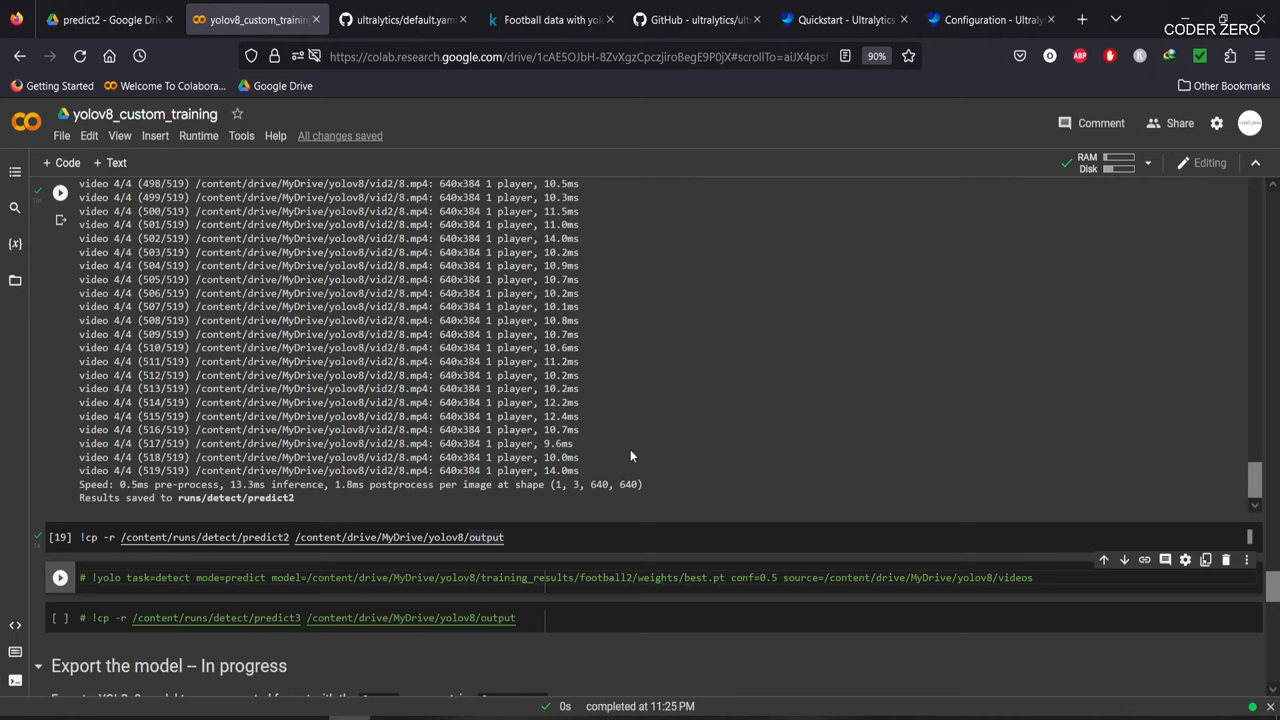 predict2 - Google Driv
yolov8_custom_training
ultralytics/default.yam
Football data with yol
GitHub - ultralytics/ult
Quickstart - Ultralytics
Configuration - Ultraly
CODER ZERO
https://colab.research.google.com/drive/1cAE5OJbH-8ZvXgzCpczjiroBegE9P0jX#scrollTo=aiJX4prs
90%
Getting Started
Welcome To Colabora...
Google Drive
Other Bookmarks
yolov8_custom_training
File Edit View Insert Runtime Tools Help All changes saved
Comment Share
+ Code + Text
RAM
Disk
Editing
video 4/4 (498/519) /content/drive/MyDrive/yolov8/vid2/8.mp4: 640x384 1 player, 10.5ms
video 4/4 (499/519) /content/drive/MyDrive/yolov8/vid2/8.mp4: 640x384 1 player, 10.3ms
video 4/4 (500/519) /content/drive/MyDrive/yolov8/vid2/8.mp4: 640x384 1 player, 11.5ms
video 4/4 (501/519) /content/drive/MyDrive/yolov8/vid2/8.mp4: 640x384 1 player, 11.0ms
video 4/4 (502/519) /content/drive/MyDrive/yolov8/vid2/8.mp4: 640x384 1 player, 14.0ms
video 4/4 (503/519) /content/drive/MyDrive/yolov8/vid2/8.mp4: 640x384 1 player, 10.2ms
video 4/4 (504/519) /content/drive/MyDrive/yolov8/vid2/8.mp4: 640x384 1 player, 10.9ms
video 4/4 (505/519) /content/drive/MyDrive/yolov8/vid2/8.mp4: 640x384 1 player, 10.7ms
video 4/4 (506/519) /content/drive/MyDrive/yolov8/vid2/8.mp4: 640x384 1 player, 10.2ms
video 4/4 (507/519) /content/drive/MyDrive/yolov8/vid2/8.mp4: 640x384 1 player, 10.1ms
video 4/4 (508/519) /content/drive/MyDrive/yolov8/vid2/8.mp4: 640x384 1 player, 10.8ms
video 4/4 (509/519) /content/drive/MyDrive/yolov8/vid2/8.mp4: 640x384 1 player, 10.7ms
video 4/4 (510/519) /content/drive/MyDrive/yolov8/vid2/8.mp4: 640x384 1 player, 10.6ms
video 4/4 (511/519) /content/drive/MyDrive/yolov8/vid2/8.mp4: 640x384 1 player, 11.2ms
video 4/4 (512/519) /content/drive/MyDrive/yolov8/vid2/8.mp4: 640x384 1 player, 10.2ms
video 4/4 (513/519) /content/drive/MyDrive/yolov8/vid2/8.mp4: 640x384 1 player, 10.2ms
video 4/4 (514/519) /content/drive/MyDrive/yolov8/vid2/8.mp4: 640x384 1 player, 12.2ms
video 4/4 (515/519) /content/drive/MyDrive/yolov8/vid2/8.mp4: 640x384 1 player, 12.4ms
video 4/4 (516/519) /content/drive/MyDrive/yolov8/vid2/8.mp4: 640x384 1 player, 10.7ms
video 4/4 (517/519) /content/drive/MyDrive/yolov8/vid2/8.mp4: 640x384 1 player, 9.6ms
video 4/4 (518/519) /content/drive/MyDrive/yolov8/vid2/8.mp4: 640x384 1 player, 10.0ms
video 4/4 (519/519) /content/drive/MyDrive/yolov8/vid2/8.mp4: 640x384 1 player, 14.0ms
Speed: 0.5ms pre-process, 13.3ms inference, 1.8ms postprocess per image at shape (1, 3, 640, 640)
Results saved to runs/detect/predict2
[19] !cp -r /content/runs/detect/predict2 /content/drive/MyDrive/yolov8/output
# !yolo task=detect mode=predict model=/content/drive/MyDrive/yolov8/training_results/football2/weights/best.pt conf=0.5 source=/content/drive/MyDrive/yolov8/videos
[ ] # !cp -r /content/runs/detect/predict3 /content/drive/MyDrive/yolov8/output
Export the model -- In progress
0s completed at 11:25 PM